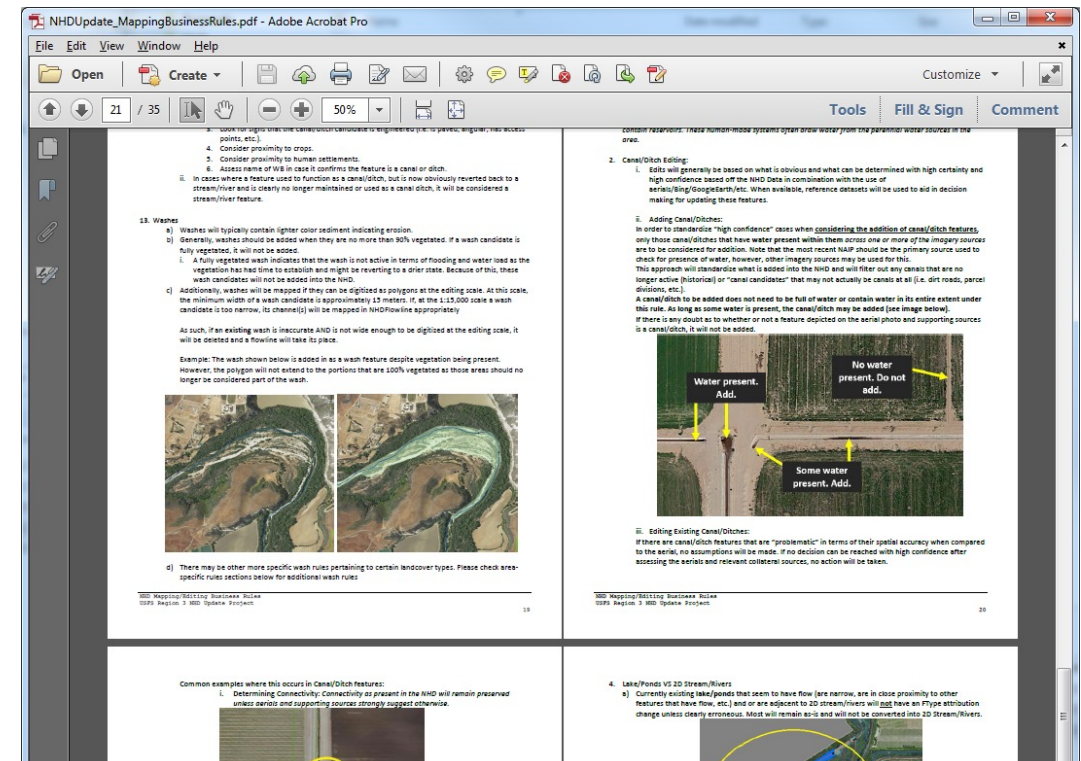 NHDUpdate_MappingBusinessRules.pdf - Adobe Acrobat Pro
File Edit View Window Help
Open Create Customize
21 / 35 50% Tools Fill & Sign Comment
3. Look for signs that the canal/ditch candidate is engineered (i.e. is paved, angular, has access
points, etc.).
4. Consider proximity to crops.
5. Consider proximity to human settlements.
6. Assess name of WB in case it confirms the feature is a canal or ditch.
ii. In cases where a feature used to function as a canal/ditch, but is now obviously reverted back to a
stream/river and is clearly no longer maintained or used as a canal ditch, it will be considered a
stream/river feature.
13. Washes
a) Washes will typically contain lighter color sediment indicating erosion.
b) Generally, washes should be added when they are no more than 90% vegetated. If a wash candidate is
fully vegetated, it will not be added.
i. A fully vegetated wash indicates that the wash is not active in terms of flooding and water load as the
vegetation has had time to establish and might be reverting to a drier state. Because of this, these
wash candidates will not be added into the NHD.
c) Additionally, washes will be mapped if they can be digitized as polygons at the editing scale. At this scale,
the minimum width of a wash candidate is approximately 15 meters. If, at the 1:15,000 scale a wash
candidate is too narrow, its channel(s) will be mapped in NHDFlowline appropriately
As such, if an existing wash is inaccurate AND is not wide enough to be digitized at the editing scale, it
will be deleted and a flowline will take its place.
Example: The wash shown below is added in as a wash feature despite vegetation being present.
However, the polygon will not extend to the portions that are 100% vegetated as those areas should no
longer be considered part of the wash.
d) There may be other more specific wash rules pertaining to certain landcover types. Please check area-
specific rules sections below for additional wash rules
NHD Mapping/Editing Business Rules
USFS Region 3 NHD Update Project
19
contain reservoirs. These human-made systems often draw water from the perennial water sources in the
area.
2. Canal/Ditch Editing:
i. Edits will generally be based on what is obvious and what can be determined with high certainty and
high confidence based off the NHD Data in combination with the use of
aerials/Bing/GoogleEarth/etc. When available, reference datasets will be used to aid in decision
making for updating these features.
ii. Adding Canal/Ditches:
In order to standardize "high confidence" cases when considering the addition of canal/ditch features,
only those canal/ditches that have water present within them across one or more of the imagery sources
are to be considered for addition. Note that the most recent NAIP should be the primary source used to
check for presence of water, however, other imagery sources may be used for this.
This approach will standardize what is added into the NHD and will filter out any canals that are no
longer active (historical) or "canal candidates" that may not actually be canals at all (i.e. dirt roads, parcel
divisions, etc.).
A canal/ditch to be added does not need to be full of water or contain water in its entire extent under
this rule. As long as some water is present, the canal/ditch may be added (see image below).
If there is any doubt as to whether or not a feature depicted on the aerial photo and supporting sources
is a canal/ditch, it will not be added.
Water present.
Add.
No water
present. Do not
add.
Some water
present. Add.
iii. Editing Existing Canal/Ditches:
If there are canal/ditch features that are "problematic" in terms of their spatial accuracy when compared
to the aerial, no assumptions will be made. If no decision can be reached with high confidence after
assessing the aerials and relevant collateral sources, no action will be taken.
NHD Mapping/Editing Business Rules
USFS Region 3 NHD Update Project
20
Common examples where this occurs in Canal/Ditch features:
i. Determining Connectivity: Connectivity as present in the NHD will remain preserved
unless aerials and supporting sources strongly suggest otherwise.
4. Lake/Ponds VS 2D Stream/Rivers
a) Currently existing lake/ponds that seem to have flow (are narrow, are in close proximity to other
features that have flow, etc.) and or are adjacent to 2D stream/rivers will not have an FType attribution
change unless clearly erroneous. Most will remain as-is and will not be converted into 2D Stream/Rivers.